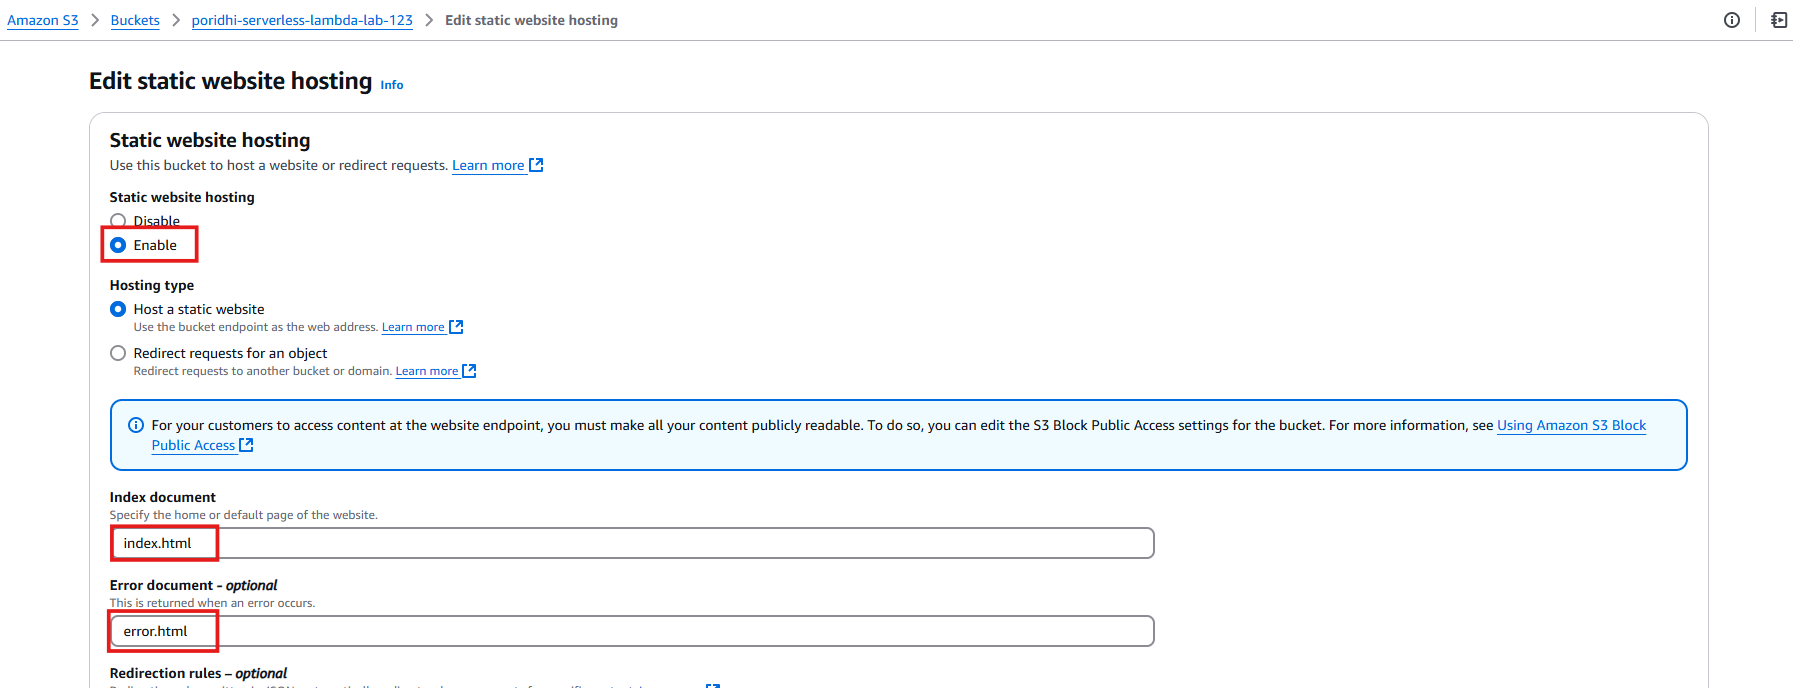 Amazon S3 > Buckets > poridhi-serverless-lambda-lab-123 > Edit static website hosting
Edit static website hosting Info
Static website hosting
Use this bucket to host a website or redirect requests. Learn more
Static website hosting
Disable
Enable
Hosting type
Host a static website
Use the bucket endpoint as the web address. Learn more
Redirect requests for an object
Redirect requests to another bucket or domain. Learn more
For your customers to access content at the website endpoint, you must make all your content publicly readable. To do so, you can edit the S3 Block Public Access settings for the bucket. For more information, see Using Amazon S3 Block
Public Access
Index document
Specify the home or default page of the website.
index.html
Error document - optional
This is returned when an error occurs.
error.html
Redirection rules – optional